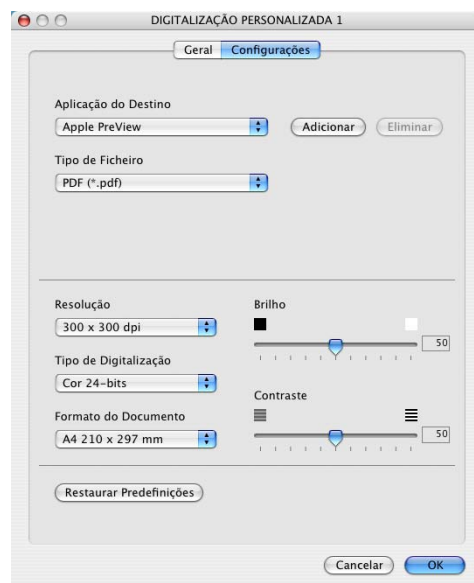 DIGITALIZAÇÃO PERSONALIZADA 1
Geral Configurações
Aplicação do Destino
Apple PreView Adicionar Eliminar
Tipo de Ficheiro
PDF (*.pdf)
Resolução Brilho
300 x 300 dpi 50
Tipo de Digitalização
Cor 24-bits
Contraste
Formato do Documento
A4 210 x 297 mm 50
Restaurar Predefinições
Cancelar OK